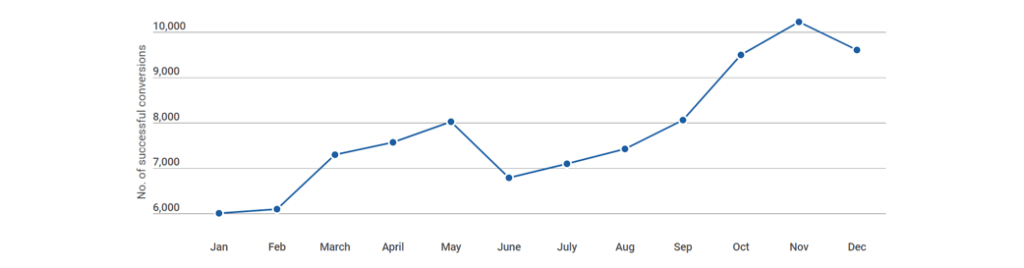 No. of successful conversions
10,000
9,000
8,000
7,000
6,000
Jan Feb March April May June July Aug Sep Oct Nov Dec